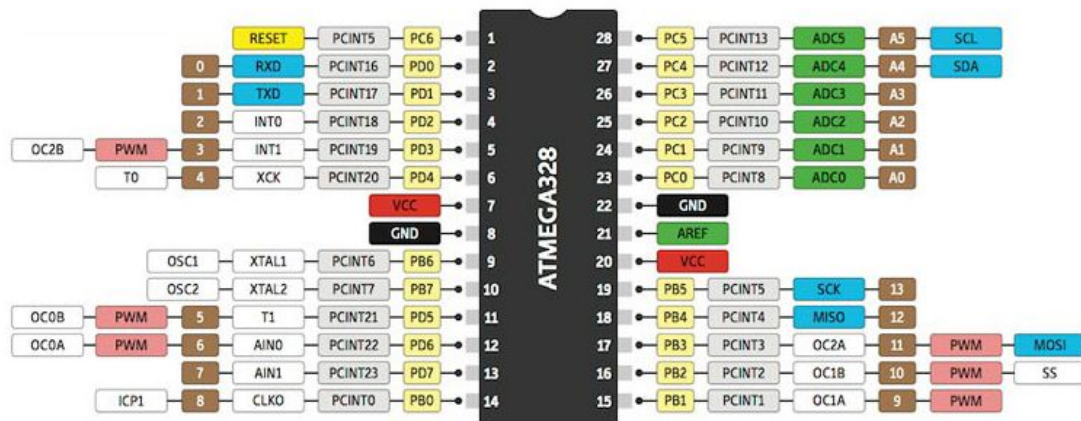 RESET PCINT5 PC6 1 28 PC5 PCINT13 ADC5 A5 SCL
0 RXD PCINT16 PD0 2 27 PC4 PCINT12 ADC4 A4 SDA
1 TXD PCINT17 PD1 3 26 PC3 PCINT11 ADC3 A3
2 INT0 PCINT18 PD2 4 25 PC2 PCINT10 ADC2 A2
OC2B PWM 3 INT1 PCINT19 PD3 5 24 PC1 PCINT9 ADC1 A1
T0 4 XCK PCINT20 PD4 6 23 PC0 PCINT8 ADC0 A0
VCC 7 22 GND
GND 8 21 AREF
OSC1 XTAL1 PCINT6 PB6 9 20 VCC
OSC2 XTAL2 PCINT7 PB7 10 19 PB5 PCINT5 SCK 13
OC0B PWM 5 T1 PCINT21 PD5 11 18 PB4 PCINT4 MISO 12
OC0A PWM 6 AIN0 PCINT22 PD6 12 17 PB3 PCINT3 OC2A 11 PWM MOSI
7 AIN1 PCINT23 PD7 13 16 PB2 PCINT2 OC1B 10 PWM SS
ICP1 8 CLKO PCINT0 PB0 14 15 PB1 PCINT1 OC1A 9 PWM
ATMEGA328